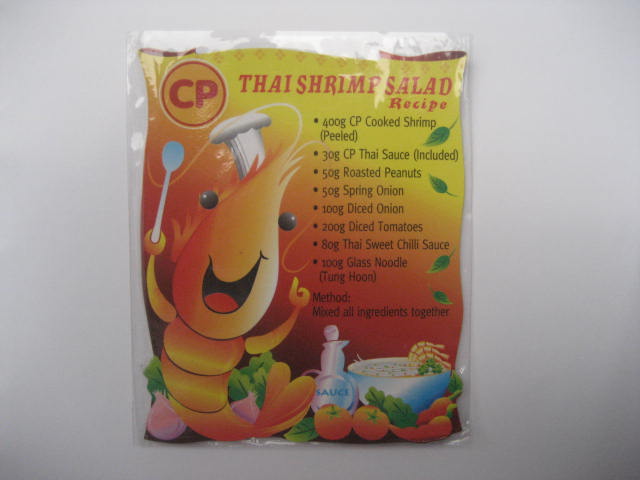 CP
THAI SHRIMP SALAD
Recipe
• 400g CP Cooked Shrimp
(Peeled)
• 30g CP Thai Sauce (Included)
• 50g Roasted Peanuts
• 50g Spring Onion
• 100g Diced Onion
• 200g Diced Tomatoes
• 80g Thai Sweet Chilli Sauce
• 100g Glass Noodle
(Tung Hoon)
Method:
Mixed all ingredients together
SAUCE